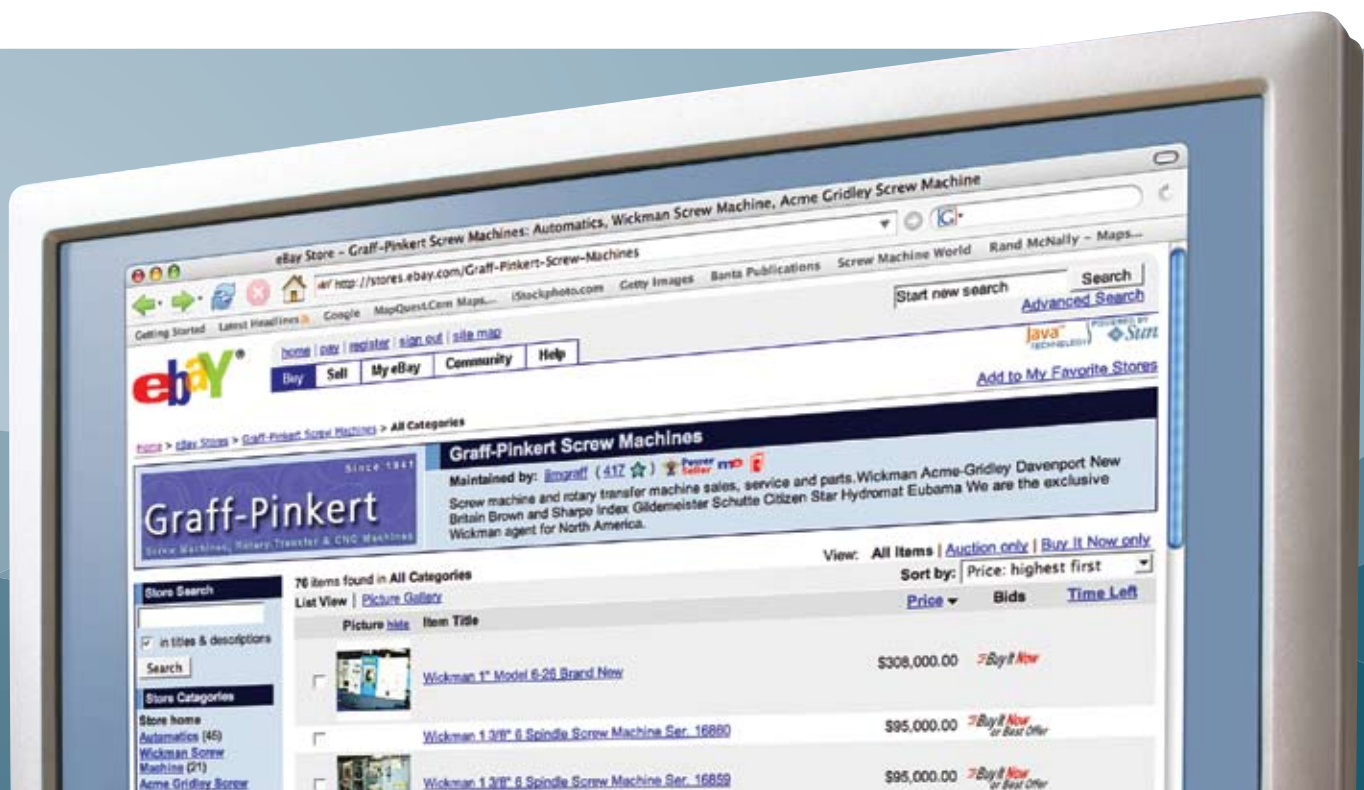 eBay Store - Graff-Pinkert Screw Machines: Automatics, Wickman Screw Machine, Acme Gridley Screw Machine
http://stores.ebay.com/Graff-Pinkert-Screw-Machines
G
Getting Started Latest Headlines Google MapQuest.Com Maps... iStockphoto.com Getty Images Banta Publications Screw Machine World Rand McNally - Maps...
ebaY®
home | pay | register | sign out | site map
Buy Sell My eBay Community Help
Start new search Search
Advanced Search
Java™ TECHNOLOGY POWERED BY Sun
Add to My Favorite Stores
home > eBay Stores > Graff-Pinkert Screw Machines > All Categories
Since 1941
Graff-Pinkert
Screw Machines, Rotary Transfer & CNC Machines
Graff-Pinkert Screw Machines
Maintained by: jimgraff (417) Power Seller me
Screw machine and rotary transfer machine sales, service and parts.Wickman Acme-Gridley Davenport New
Britain Brown and Sharpe Index Gildemeister Schutte Citizen Star Hydromat Eubama We are the exclusive
Wickman agent for North America.
View: All Items | Auction only | Buy It Now only
76 items found in All Categories
Sort by: Price: highest first
List View | Picture Gallery
Picture hide Item Title Price Bids Time Left
Wickman 1" Model 6-26 Brand New $308,000.00 Buy It Now
Wickman 1 3/8" 6 Spindle Screw Machine Ser. 16860 $95,000.00 Buy It Now
or Best Offer
Wickman 1 3/8" 6 Spindle Screw Machine Ser. 16859 $95,000.00 Buy It Now
or Best Offer
Store Search
in titles & descriptions
Search
Store Categories
Store home
Automatics (45)
Wickman Screw
Machine (21)
Acme Gridley Screw